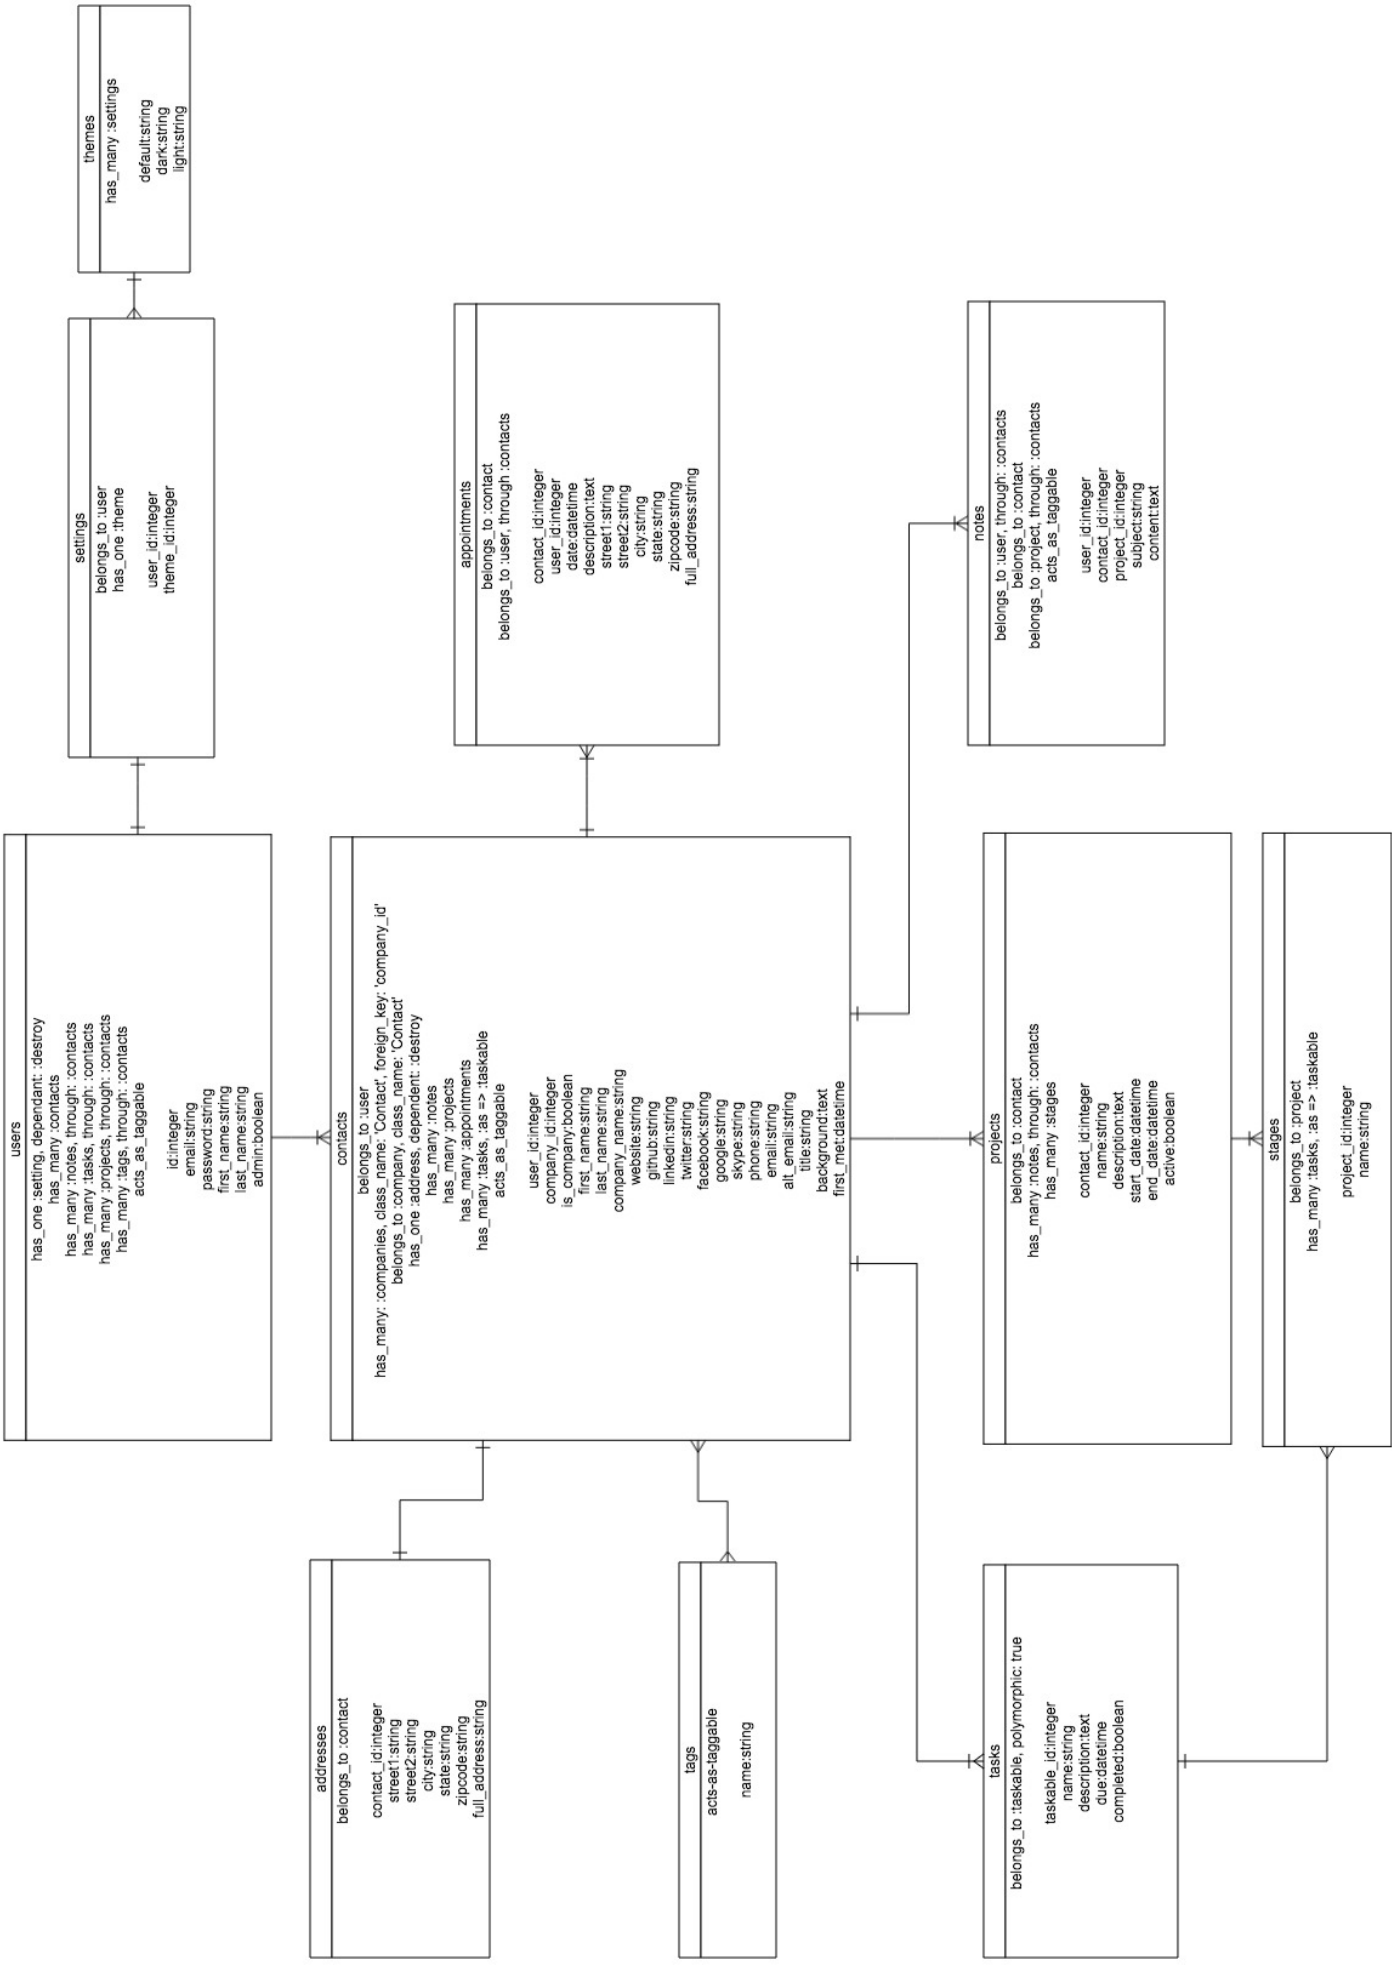 themes
has_many :settings
default:string
dark:string
light:string
settings
belongs_to :user
has_one :theme
user_id:integer
theme_id:integer
users
has_one :setting, dependant: :destroy
has_many :contacts
has_many :notes, through: :contacts
has_many :tasks, through: :contacts
has_many :projects, through: :contacts
has_many :tags, through: :contacts
acts_as_taggable
id:integer
email:string
password:string
first_name:string
last_name:string
admin:boolean
appointments
belongs_to :contact
belongs_to :user, through :contacts
contact_id:integer
user_id:integer
date:datetime
description:text
street1:string
street2:string
city:string
state:string
zipcode:string
full_address:string
contacts
belongs_to :user
has_many: :companies, class_name: 'Contact', foreign_key: 'company_id'
belongs_to :company, class_name: 'Contact'
has_one :address, dependent: :destroy
has_many :notes
has_many :projects
has_many :appointments
has_many :tasks, :as => :taskable
acts_as_taggable
user_id:integer
company_id:integer
is_company:boolean
first_name:string
last_name:string
company_name:string
website:string
github:string
linkedin:string
twitter:string
facebook:string
google:string
skype:string
phone:string
email:string
alt_email:string
title:string
background:text
first_met:datetime
notes
belongs_to :user, through: :contacts
belongs_to :contact
belongs_to :project, through: :contacts
acts_as_taggable
user_id:integer
contact_id:integer
project_id:integer
subject:string
content:text
projects
belongs_to :contact
has_many :notes, through: :contacts
has_many :stages
contact_id:integer
name:string
description:text
start_date:datetime
end_date:datetime
active:boolean
stages
belongs_to :project
has_many :tasks, :as => :taskable
project_id:integer
name:string
addresses
belongs_to :contact
contact_id:integer
street1:string
street2:string
city:string
state:string
zipcode:string
full_address:string
tags
acts-as-taggable
name:string
tasks
belongs_to :taskable, polymorphic: true
taskable_id:integer
name:string
description:text
due:datetime
completed:boolean